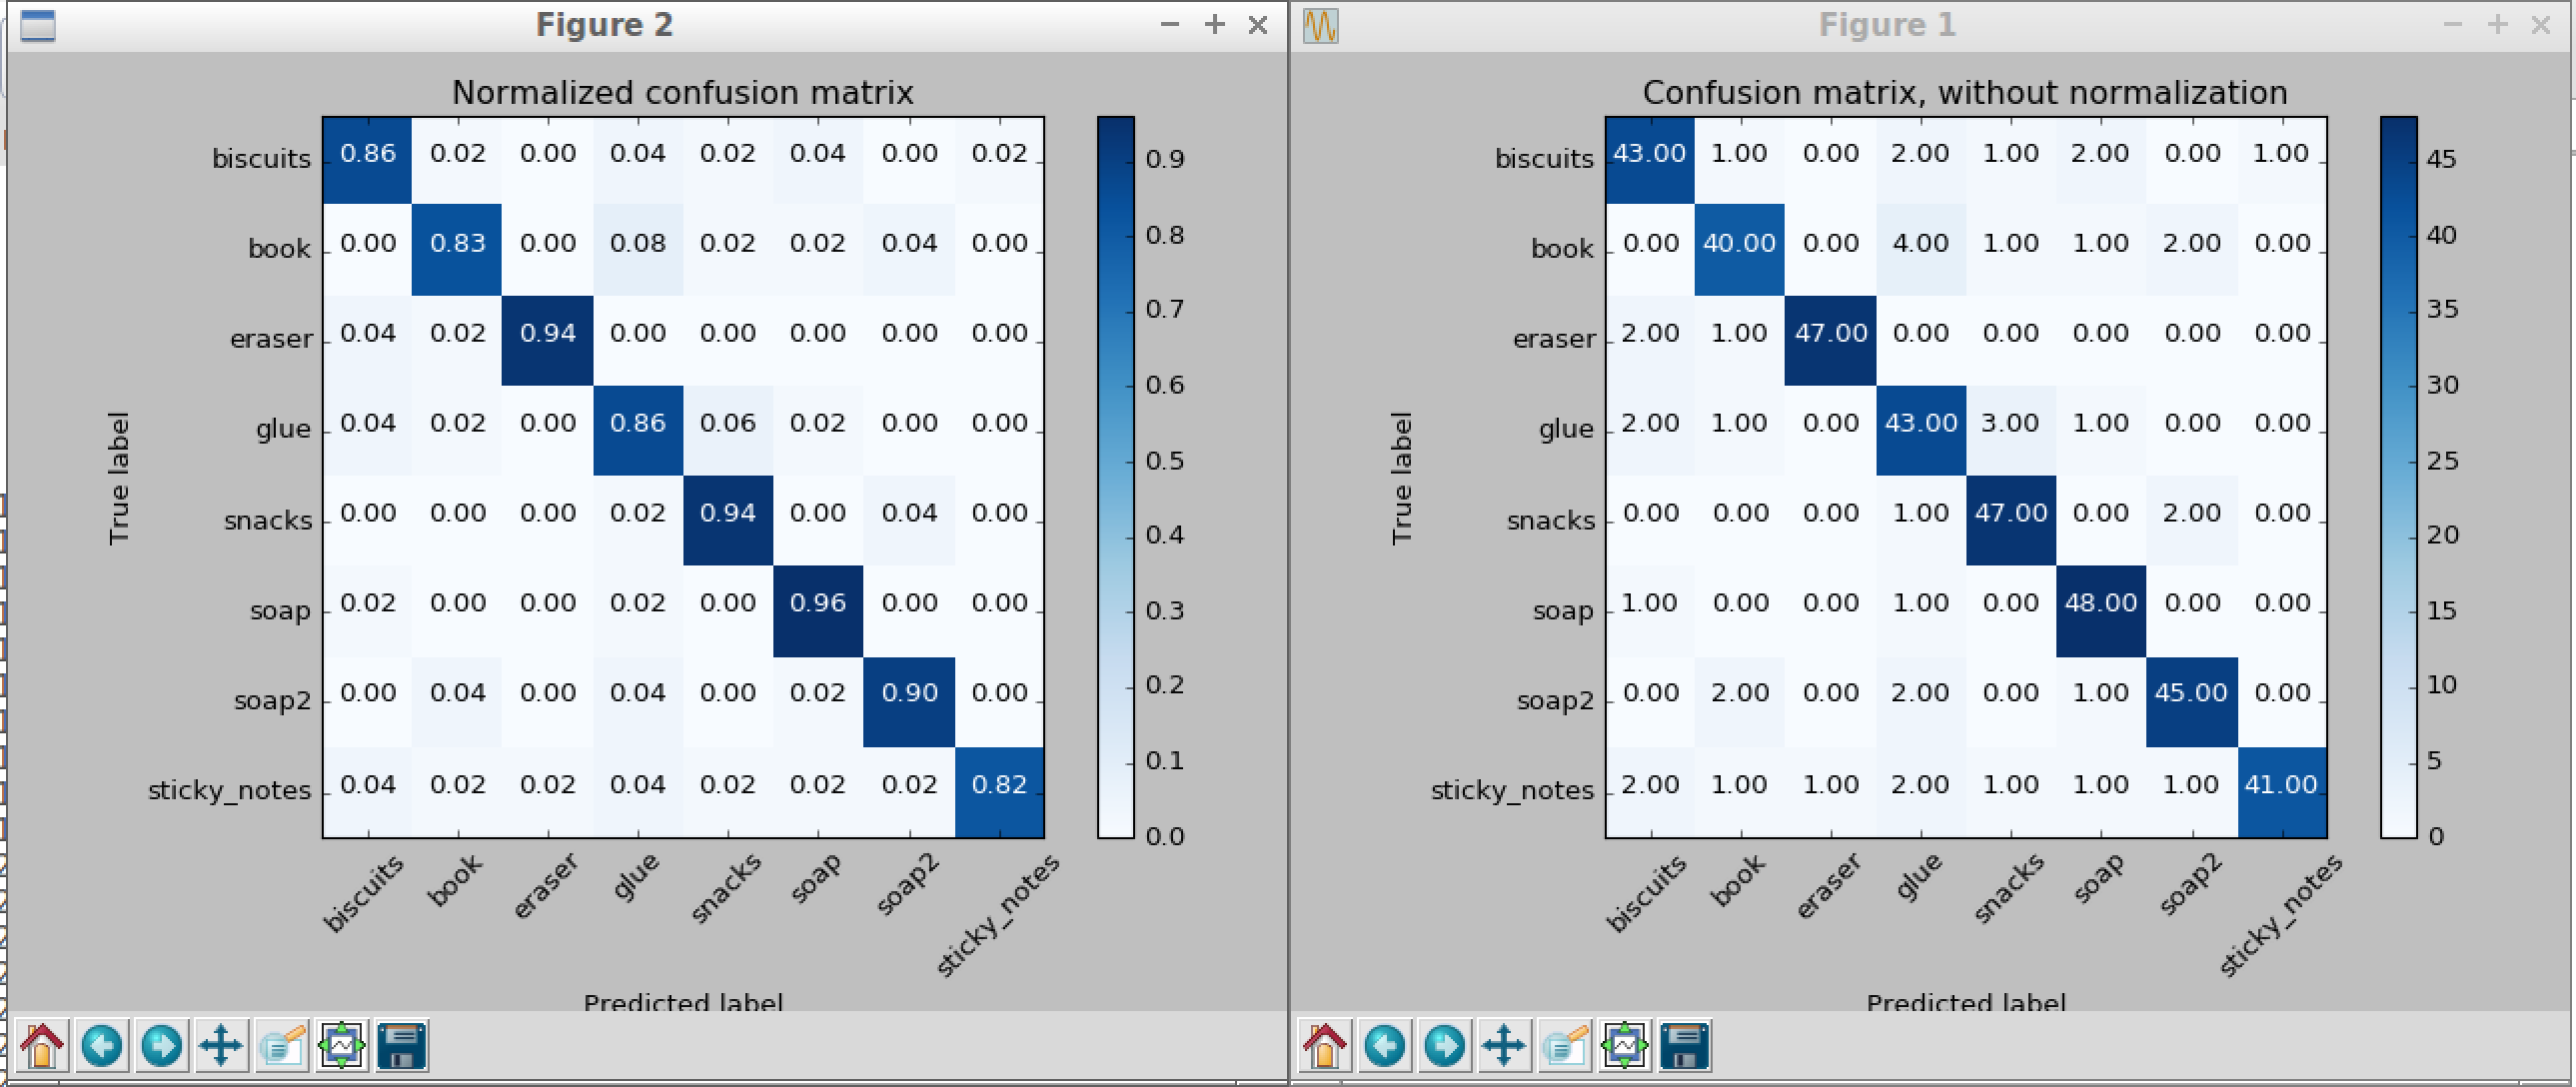 Figure 2
Normalized confusion matrix
biscuits 0.86 0.02 0.00 0.04 0.02 0.04 0.00 0.02
book 0.00 0.83 0.00 0.08 0.02 0.02 0.04 0.00
eraser 0.04 0.02 0.94 0.00 0.00 0.00 0.00 0.00
glue 0.04 0.02 0.00 0.86 0.06 0.02 0.00 0.00
snacks 0.00 0.00 0.00 0.02 0.94 0.00 0.04 0.00
soap 0.02 0.00 0.00 0.02 0.00 0.96 0.00 0.00
soap2 0.00 0.04 0.00 0.04 0.00 0.02 0.90 0.00
sticky_notes 0.04 0.02 0.02 0.04 0.02 0.02 0.02 0.82
True label
0.9
0.8
0.7
0.6
0.5
0.4
0.3
0.2
0.1
0.0
biscuits book eraser glue snacks soap soap2 sticky_notes
Predicted label
Figure 1
Confusion matrix, without normalization
biscuits 43.00 1.00 0.00 2.00 1.00 2.00 0.00 1.00
book 0.00 40.00 0.00 4.00 1.00 1.00 2.00 0.00
eraser 2.00 1.00 47.00 0.00 0.00 0.00 0.00 0.00
glue 2.00 1.00 0.00 43.00 3.00 1.00 0.00 0.00
snacks 0.00 0.00 0.00 1.00 47.00 0.00 2.00 0.00
soap 1.00 0.00 0.00 1.00 0.00 48.00 0.00 0.00
soap2 0.00 2.00 0.00 2.00 0.00 1.00 45.00 0.00
sticky_notes 2.00 1.00 1.00 2.00 1.00 1.00 1.00 41.00
True label
45
40
35
30
25
20
15
10
5
0
biscuits book eraser glue snacks soap soap2 sticky_notes
Predicted label